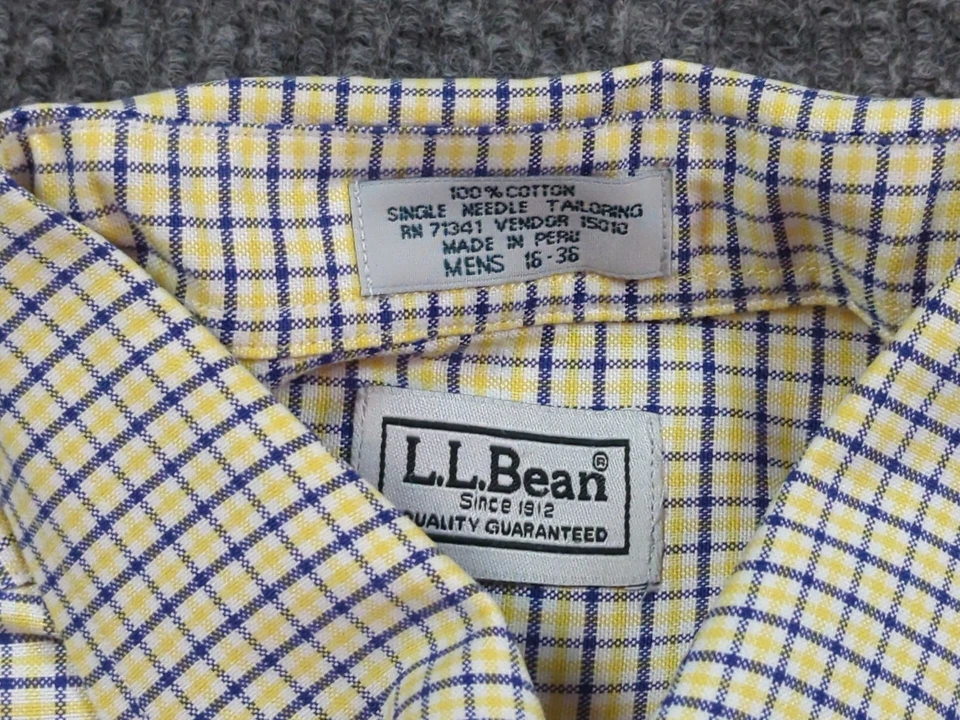 100 % COTTON
SINGLE NEEDLE TAILORING
RN 71341 VENDOR 15010
MADE IN PERU
MENS 16-36
L.L.Bean®
Since 1912
QUALITY GUARANTEED